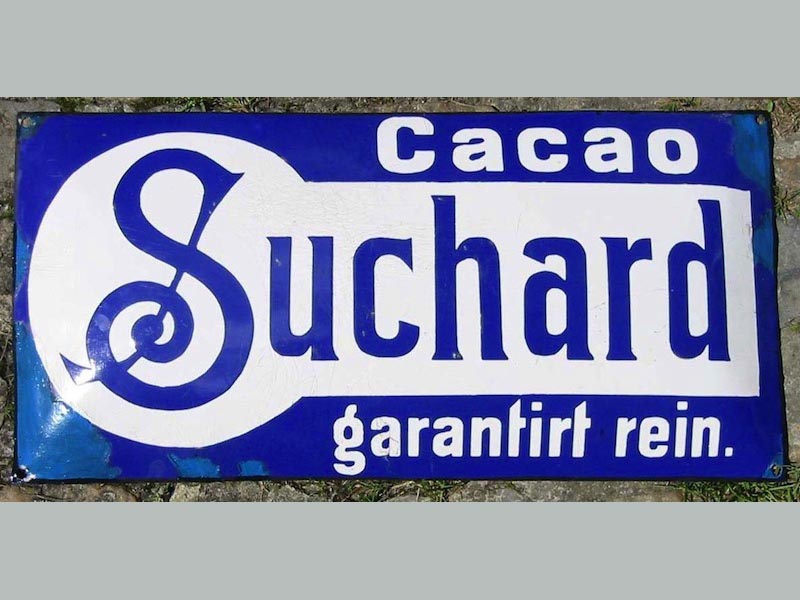 Cacao
Suchard
garantirt rein.